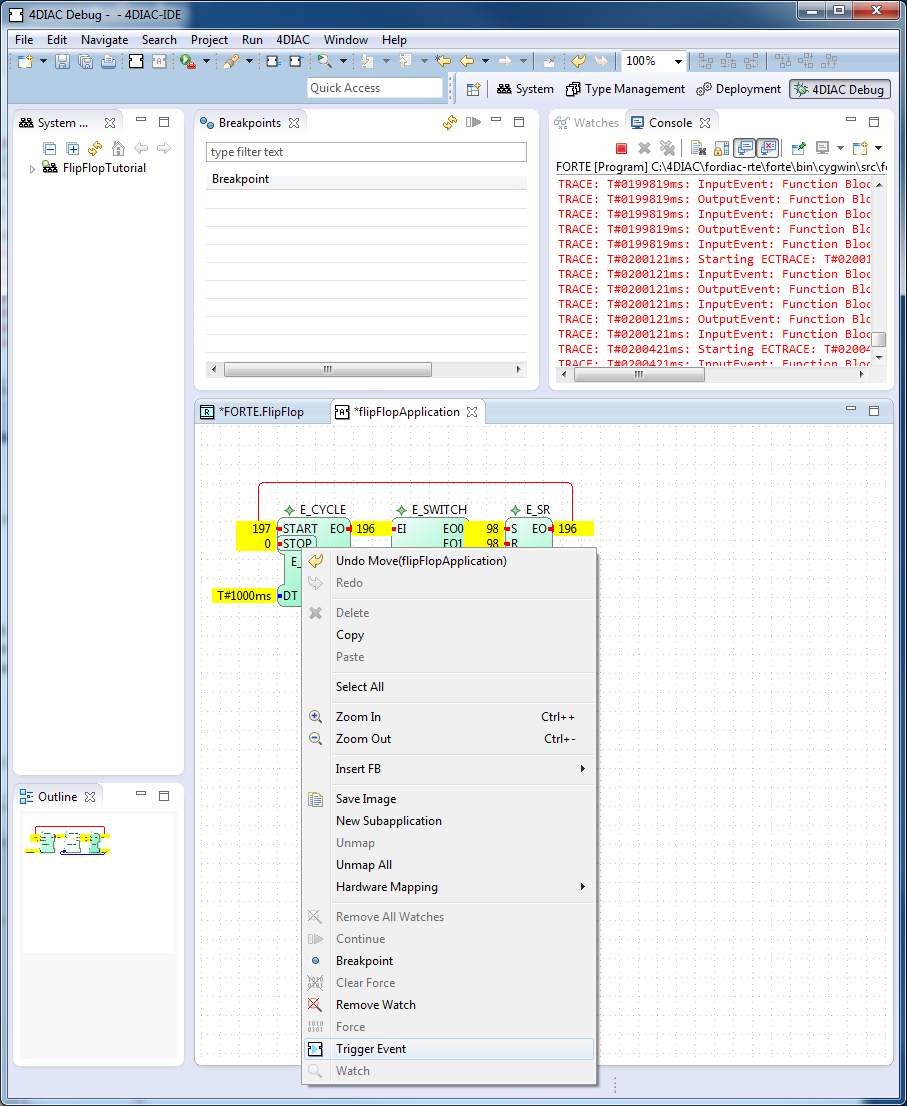 4DIAC Debug - - 4DIAC-IDE
File Edit Navigate Search Project Run 4DIAC Window Help
100%
Quick Access System Type Management Deployment 4DIAC Debug
System ...
FlipFlopTutorial
Breakpoints
type filter text
Breakpoint
Watches Console
FORTE [Program] C:\4DIAC\fordiac-rte\forte\bin\cygwin\src\f
TRACE: T#0199819ms: InputEvent: Function Bloc
TRACE: T#0199819ms: OutputEvent: Function Blo
TRACE: T#0199819ms: InputEvent: Function Bloc
TRACE: T#0199819ms: OutputEvent: Function Blo
TRACE: T#0199819ms: InputEvent: Function Bloc
TRACE: T#0200121ms: Starting ECTRACE: T#02001
TRACE: T#0200121ms: InputEvent: Function Bloc
TRACE: T#0200121ms: OutputEvent: Function Blo
TRACE: T#0200121ms: InputEvent: Function Bloc
TRACE: T#0200121ms: OutputEvent: Function Blo
TRACE: T#0200121ms: InputEvent: Function Bloc
TRACE: T#0200421ms: Starting ECTRACE: T#02004
TRACE: T#0200421ms: InputEvent: Function Bloc
*FORTE.FlipFlop *flipFlopApplication
E_CYCLE E_SWITCH E_SR
197 START EO 196 EI EO0 98 S EO 196
0 STOP EO1 98 R
E_
T#1000ms DT
Undo Move(flipFlopApplication)
Redo
Delete
Copy
Paste
Select All
Zoom In Ctrl++
Zoom Out Ctrl+-
Insert FB
Save Image
New Subapplication
Unmap
Unmap All
Hardware Mapping
Remove All Watches
Continue
Breakpoint
Clear Force
Remove Watch
Force
Trigger Event
Watch
Outline